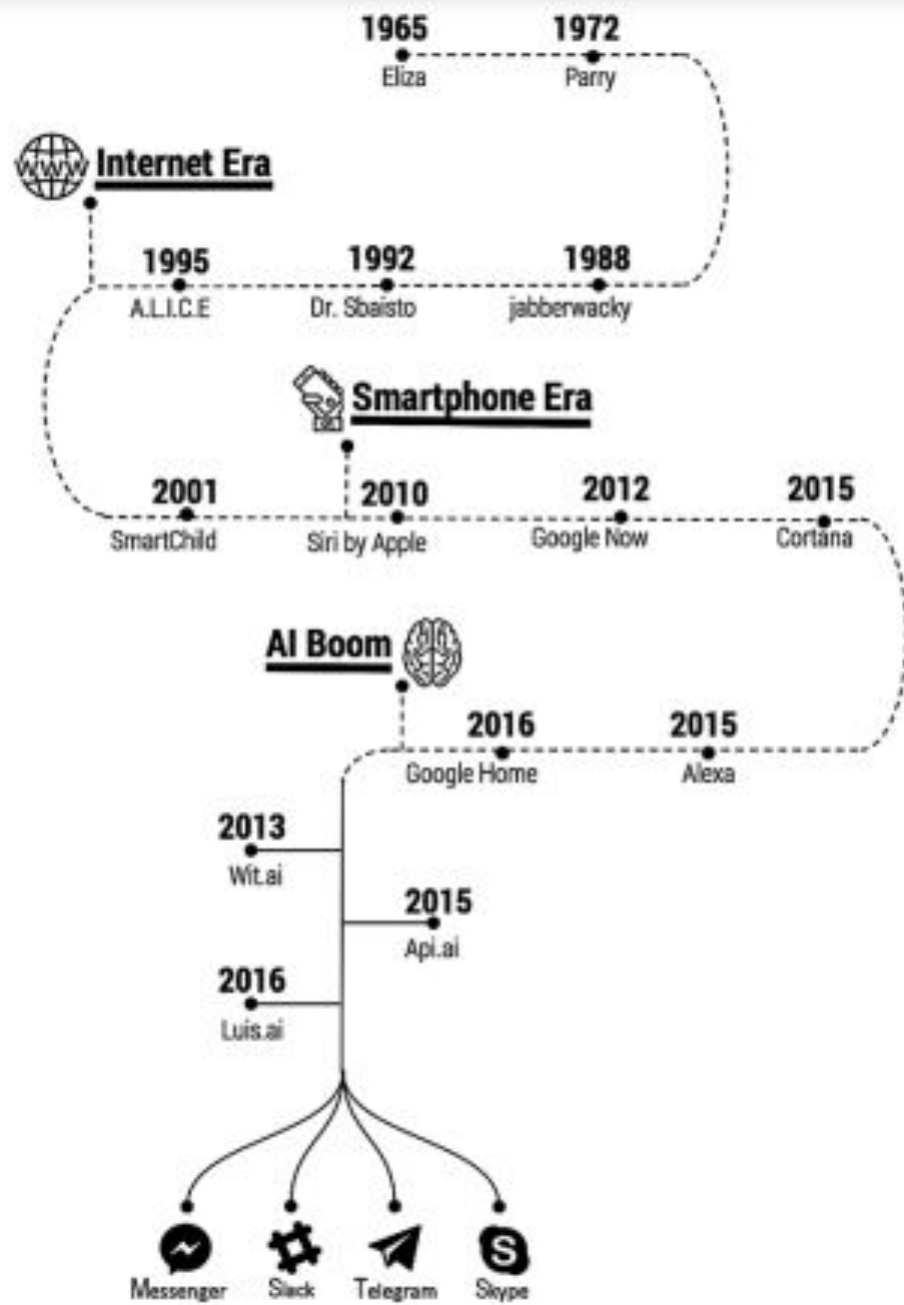 1965
Eliza
1972
Parry
WWW
Internet Era
1995
A.L.I.C.E
1992
Dr. Sbaisto
1988
jabberwacky
Smartphone Era
2001
SmartChild
2010
Siri by Apple
2012
Google Now
2015
Cortana
AI Boom
2016
Google Home
2015
Alexa
2013
Wit.ai
2015
Api.ai
2016
Luis.ai
S
Messenger
Slack
Telegram
Skype